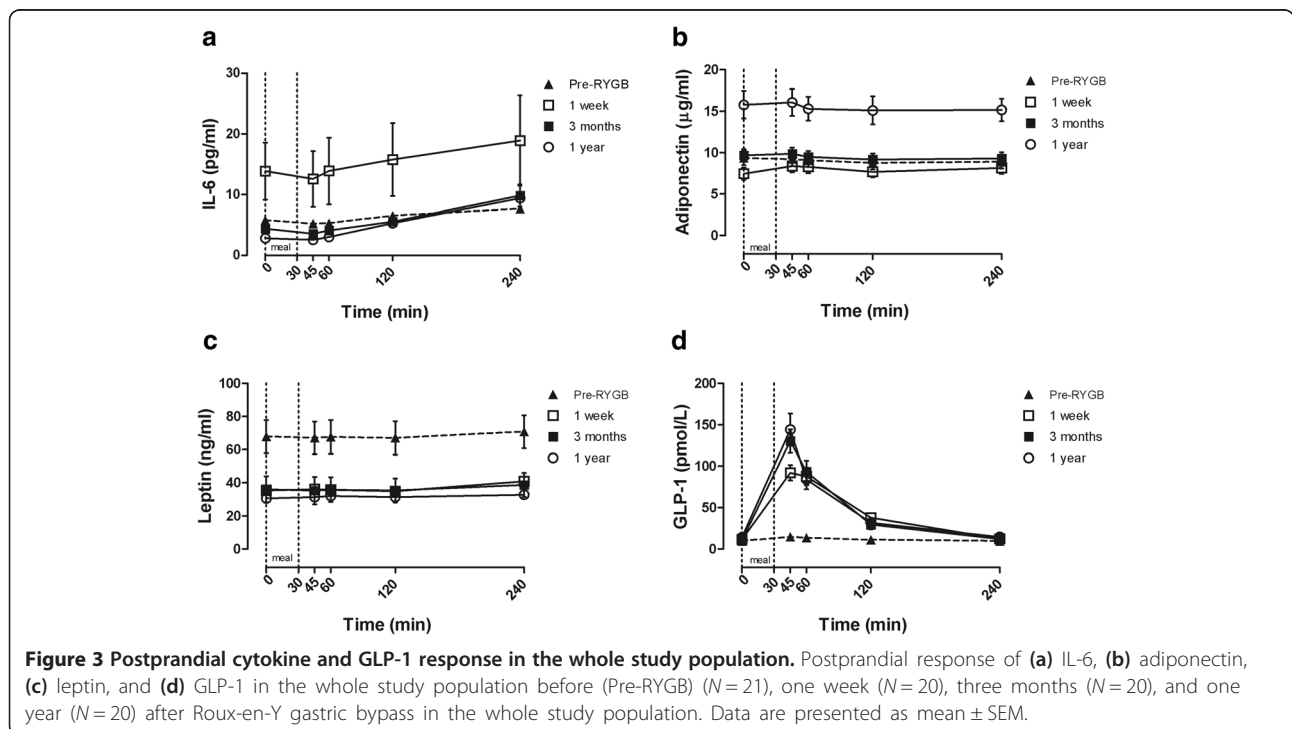 a
IL-6 (pg/ml)
30
20
10
0
meal
0 30 45 60 120 240
Time (min)
Pre-RYGB
1 week
3 months
1 year
b
Adiponectin (μg/ml)
20
15
10
5
0
meal
0 30 45 60 120 240
Time (min)
Pre-RYGB
1 week
3 months
1 year
c
Leptin (ng/ml)
100
80
60
40
20
0
meal
0 30 45 60 120 240
Time (min)
Pre-RYGB
1 week
3 months
1 year
d
GLP-1 (pmol/L)
200
150
100
50
0
meal
0 30 45 60 120 240
Time (min)
Pre-RYGB
1 week
3 months
1 year
Figure 3 Postprandial cytokine and GLP-1 response in the whole study population. Postprandial response of (a) IL-6, (b) adiponectin,
(c) leptin, and (d) GLP-1 in the whole study population before (Pre-RYGB) (N = 21), one week (N = 20), three months (N = 20), and one
year (N = 20) after Roux-en-Y gastric bypass in the whole study population. Data are presented as mean ± SEM.